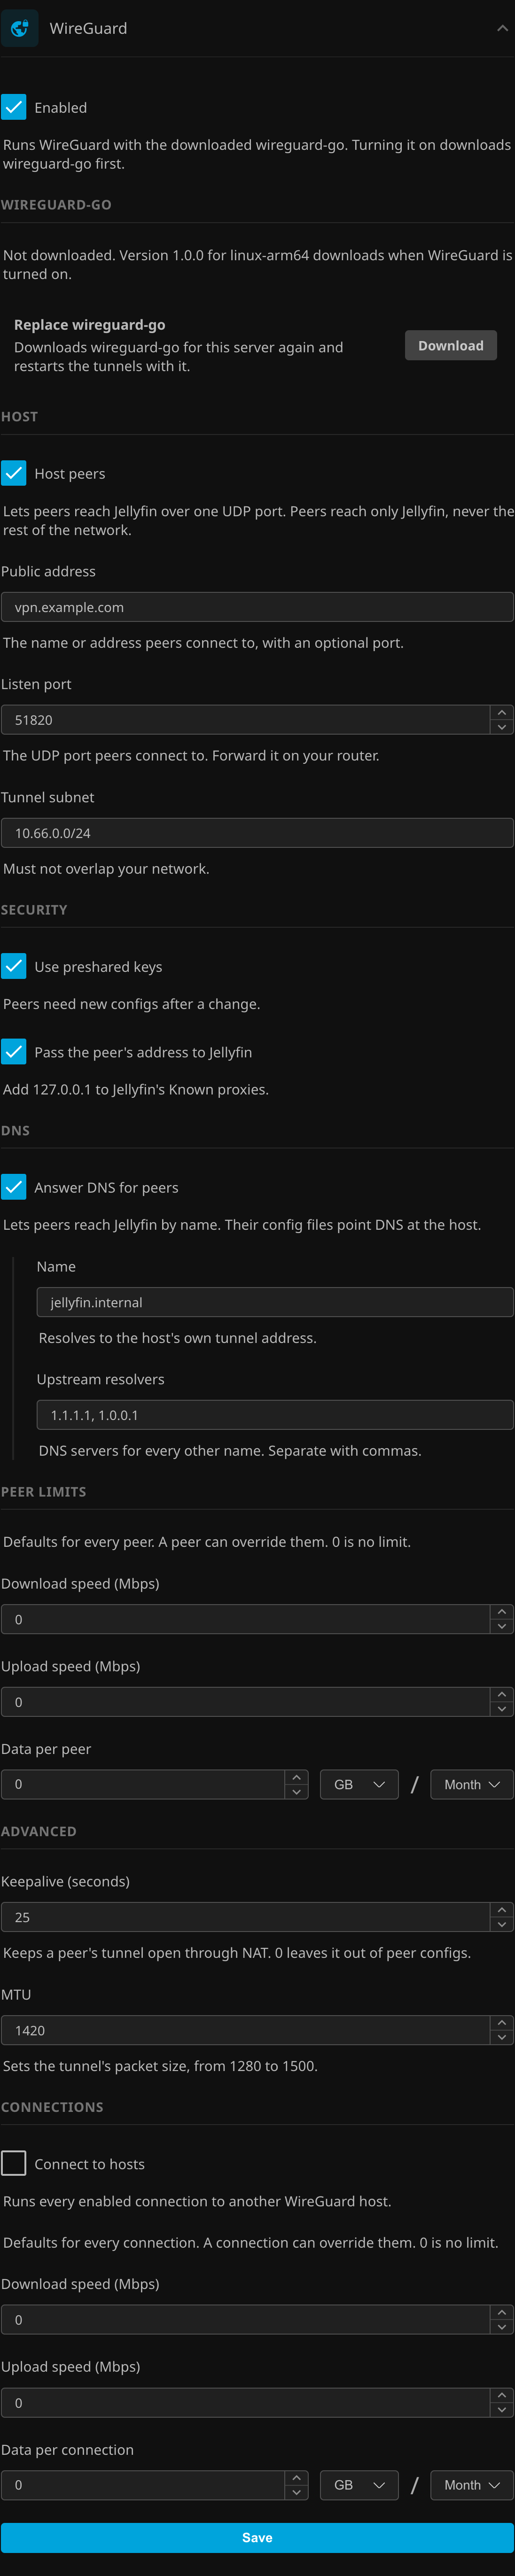 WireGuard
Enabled
Runs WireGuard with the downloaded wireguard-go. Turning it on downloads
wireguard-go first.
WIREGUARD-GO
Not downloaded. Version 1.0.0 for linux-arm64 downloads when WireGuard is
turned on.
Replace wireguard-go
Downloads wireguard-go for this server again and
restarts the tunnels with it.
Download
HOST
Host peers
Lets peers reach Jellyfin over one UDP port. Peers reach only Jellyfin, never the
rest of the network.
Public address
vpn.example.com
The name or address peers connect to, with an optional port.
Listen port
51820
The UDP port peers connect to. Forward it on your router.
Tunnel subnet
10.66.0.0/24
Must not overlap your network.
SECURITY
Use preshared keys
Peers need new configs after a change.
Pass the peer's address to Jellyfin
Add 127.0.0.1 to Jellyfin's Known proxies.
DNS
Answer DNS for peers
Lets peers reach Jellyfin by name. Their config files point DNS at the host.
Name
jellyfin.internal
Resolves to the host's own tunnel address.
Upstream resolvers
1.1.1.1, 1.0.0.1
DNS servers for every other name. Separate with commas.
PEER LIMITS
Defaults for every peer. A peer can override them. 0 is no limit.
Download speed (Mbps)
0
Upload speed (Mbps)
0
Data per peer
0 GB / Month
ADVANCED
Keepalive (seconds)
25
Keeps a peer's tunnel open through NAT. 0 leaves it out of peer configs.
MTU
1420
Sets the tunnel's packet size, from 1280 to 1500.
CONNECTIONS
Connect to hosts
Runs every enabled connection to another WireGuard host.
Defaults for every connection. A connection can override them. 0 is no limit.
Download speed (Mbps)
0
Upload speed (Mbps)
0
Data per connection
0 GB / Month
Save